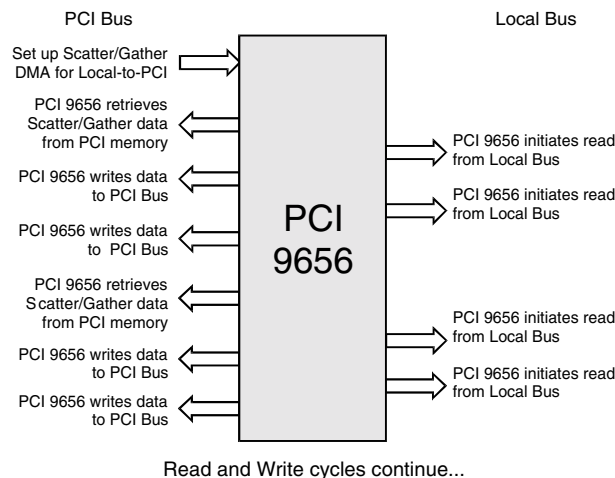 PCI Bus
Local Bus
Set up Scatter/Gather
DMA for Local-to-PCI
PCI 9656 retrieves
Scatter/Gather data
from PCI memory
PCI 9656 writes data
to PCI Bus
PCI 9656 writes data
to PCI Bus
PCI 9656 retrieves
Scatter/Gather data
from PCI memory
PCI 9656 writes data
to PCI Bus
PCI 9656 writes data
to PCI Bus
PCI
9656
PCI 9656 initiates read
from Local Bus
PCI 9656 initiates read
from Local Bus
PCI 9656 initiates read
from Local Bus
PCI 9656 initiates read
from Local Bus
Read and Write cycles continue...